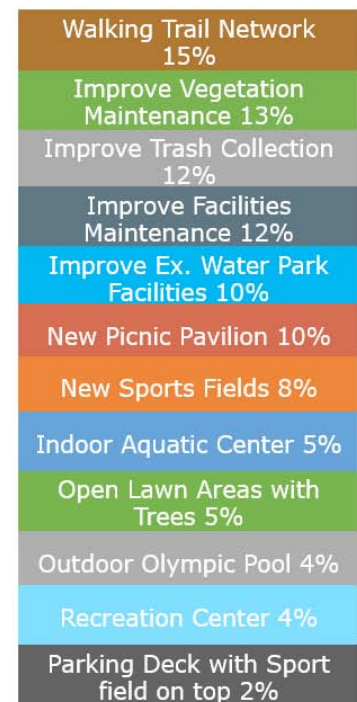 Walking Trail Network
15%
Improve Vegetation
Maintenance 13%
Improve Trash Collection
12%
Improve Facilities
Maintenance 12%
Improve Ex. Water Park
Facilities 10%
New Picnic Pavilion 10%
New Sports Fields 8%
Indoor Aquatic Center 5%
Open Lawn Areas with
Trees 5%
Outdoor Olympic Pool 4%
Recreation Center 4%
Parking Deck with Sport
field on top 2%